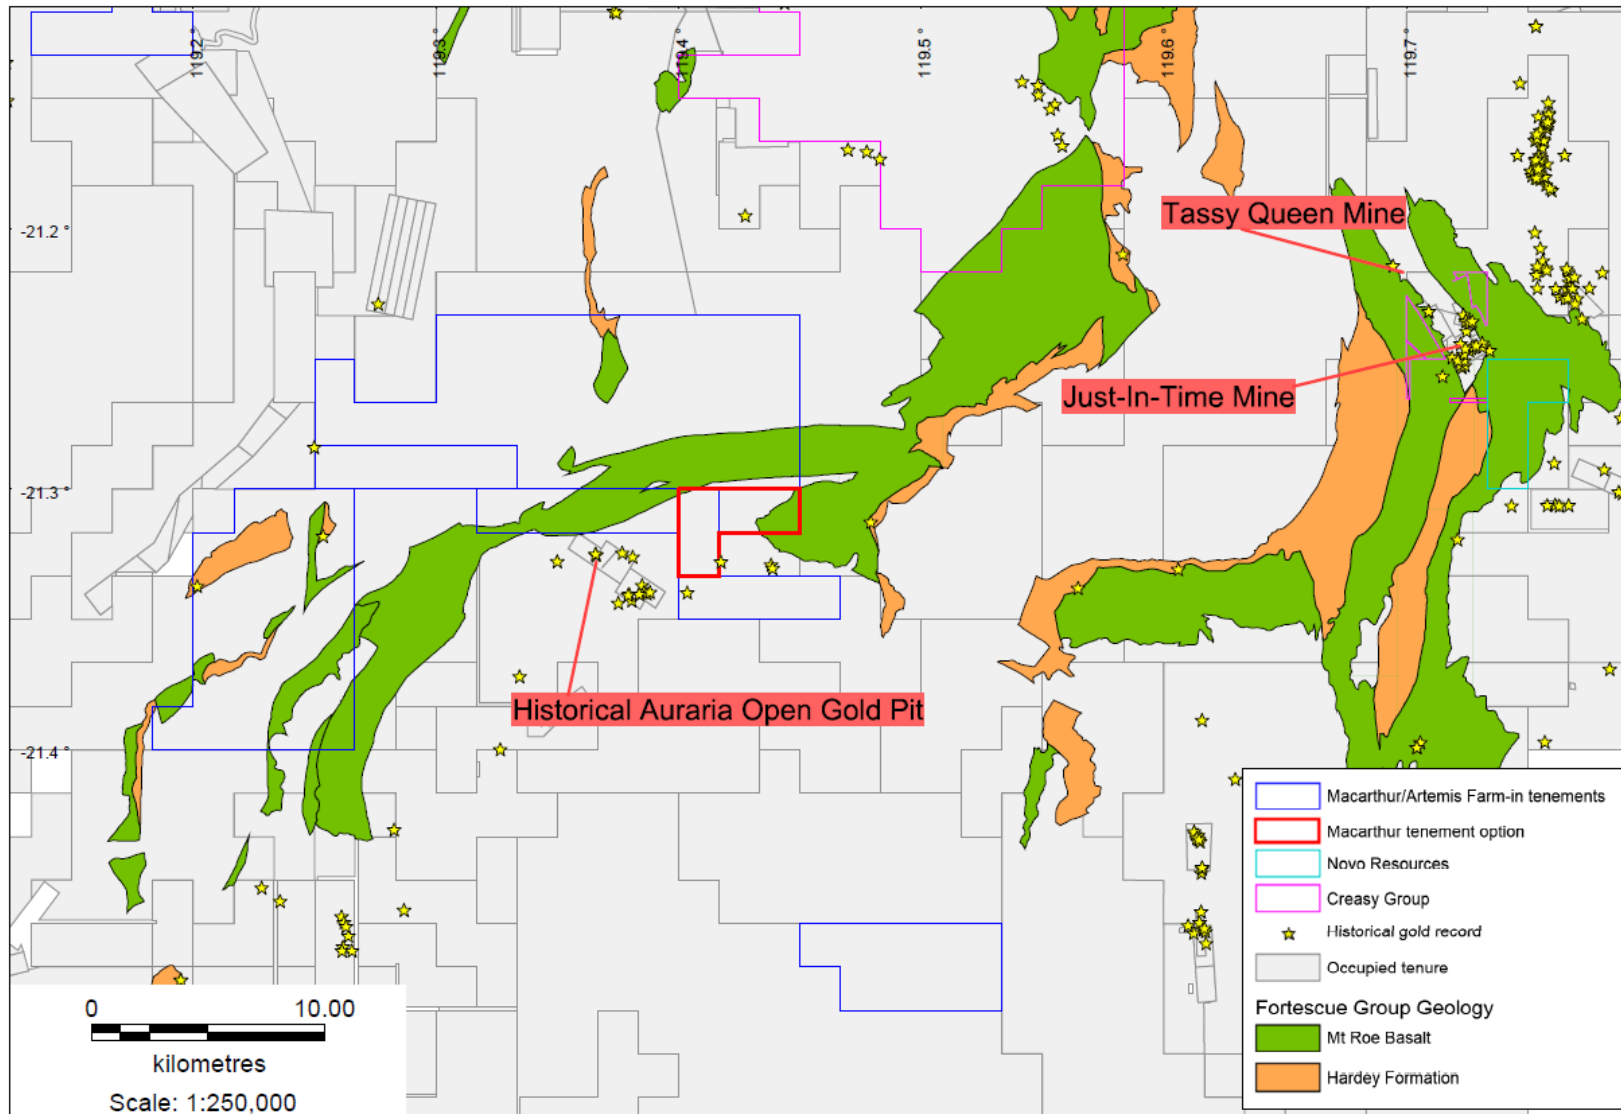 119.2 °
119.3 °
119.4 °
119.5 °
119.6 °
119.7 °
-21.2 °
-21.3 °
-21.4 °
Tassy Queen Mine
Just-In-Time Mine
Historical Auraria Open Gold Pit
0 10.00
kilometres
Scale: 1:250,000
Macarthur/Artemis Farm-in tenements
Macarthur tenement option
Novo Resources
Creasy Group
Historical gold record
Occupied tenure
Fortescue Group Geology
Mt Roe Basalt
Hardey Formation